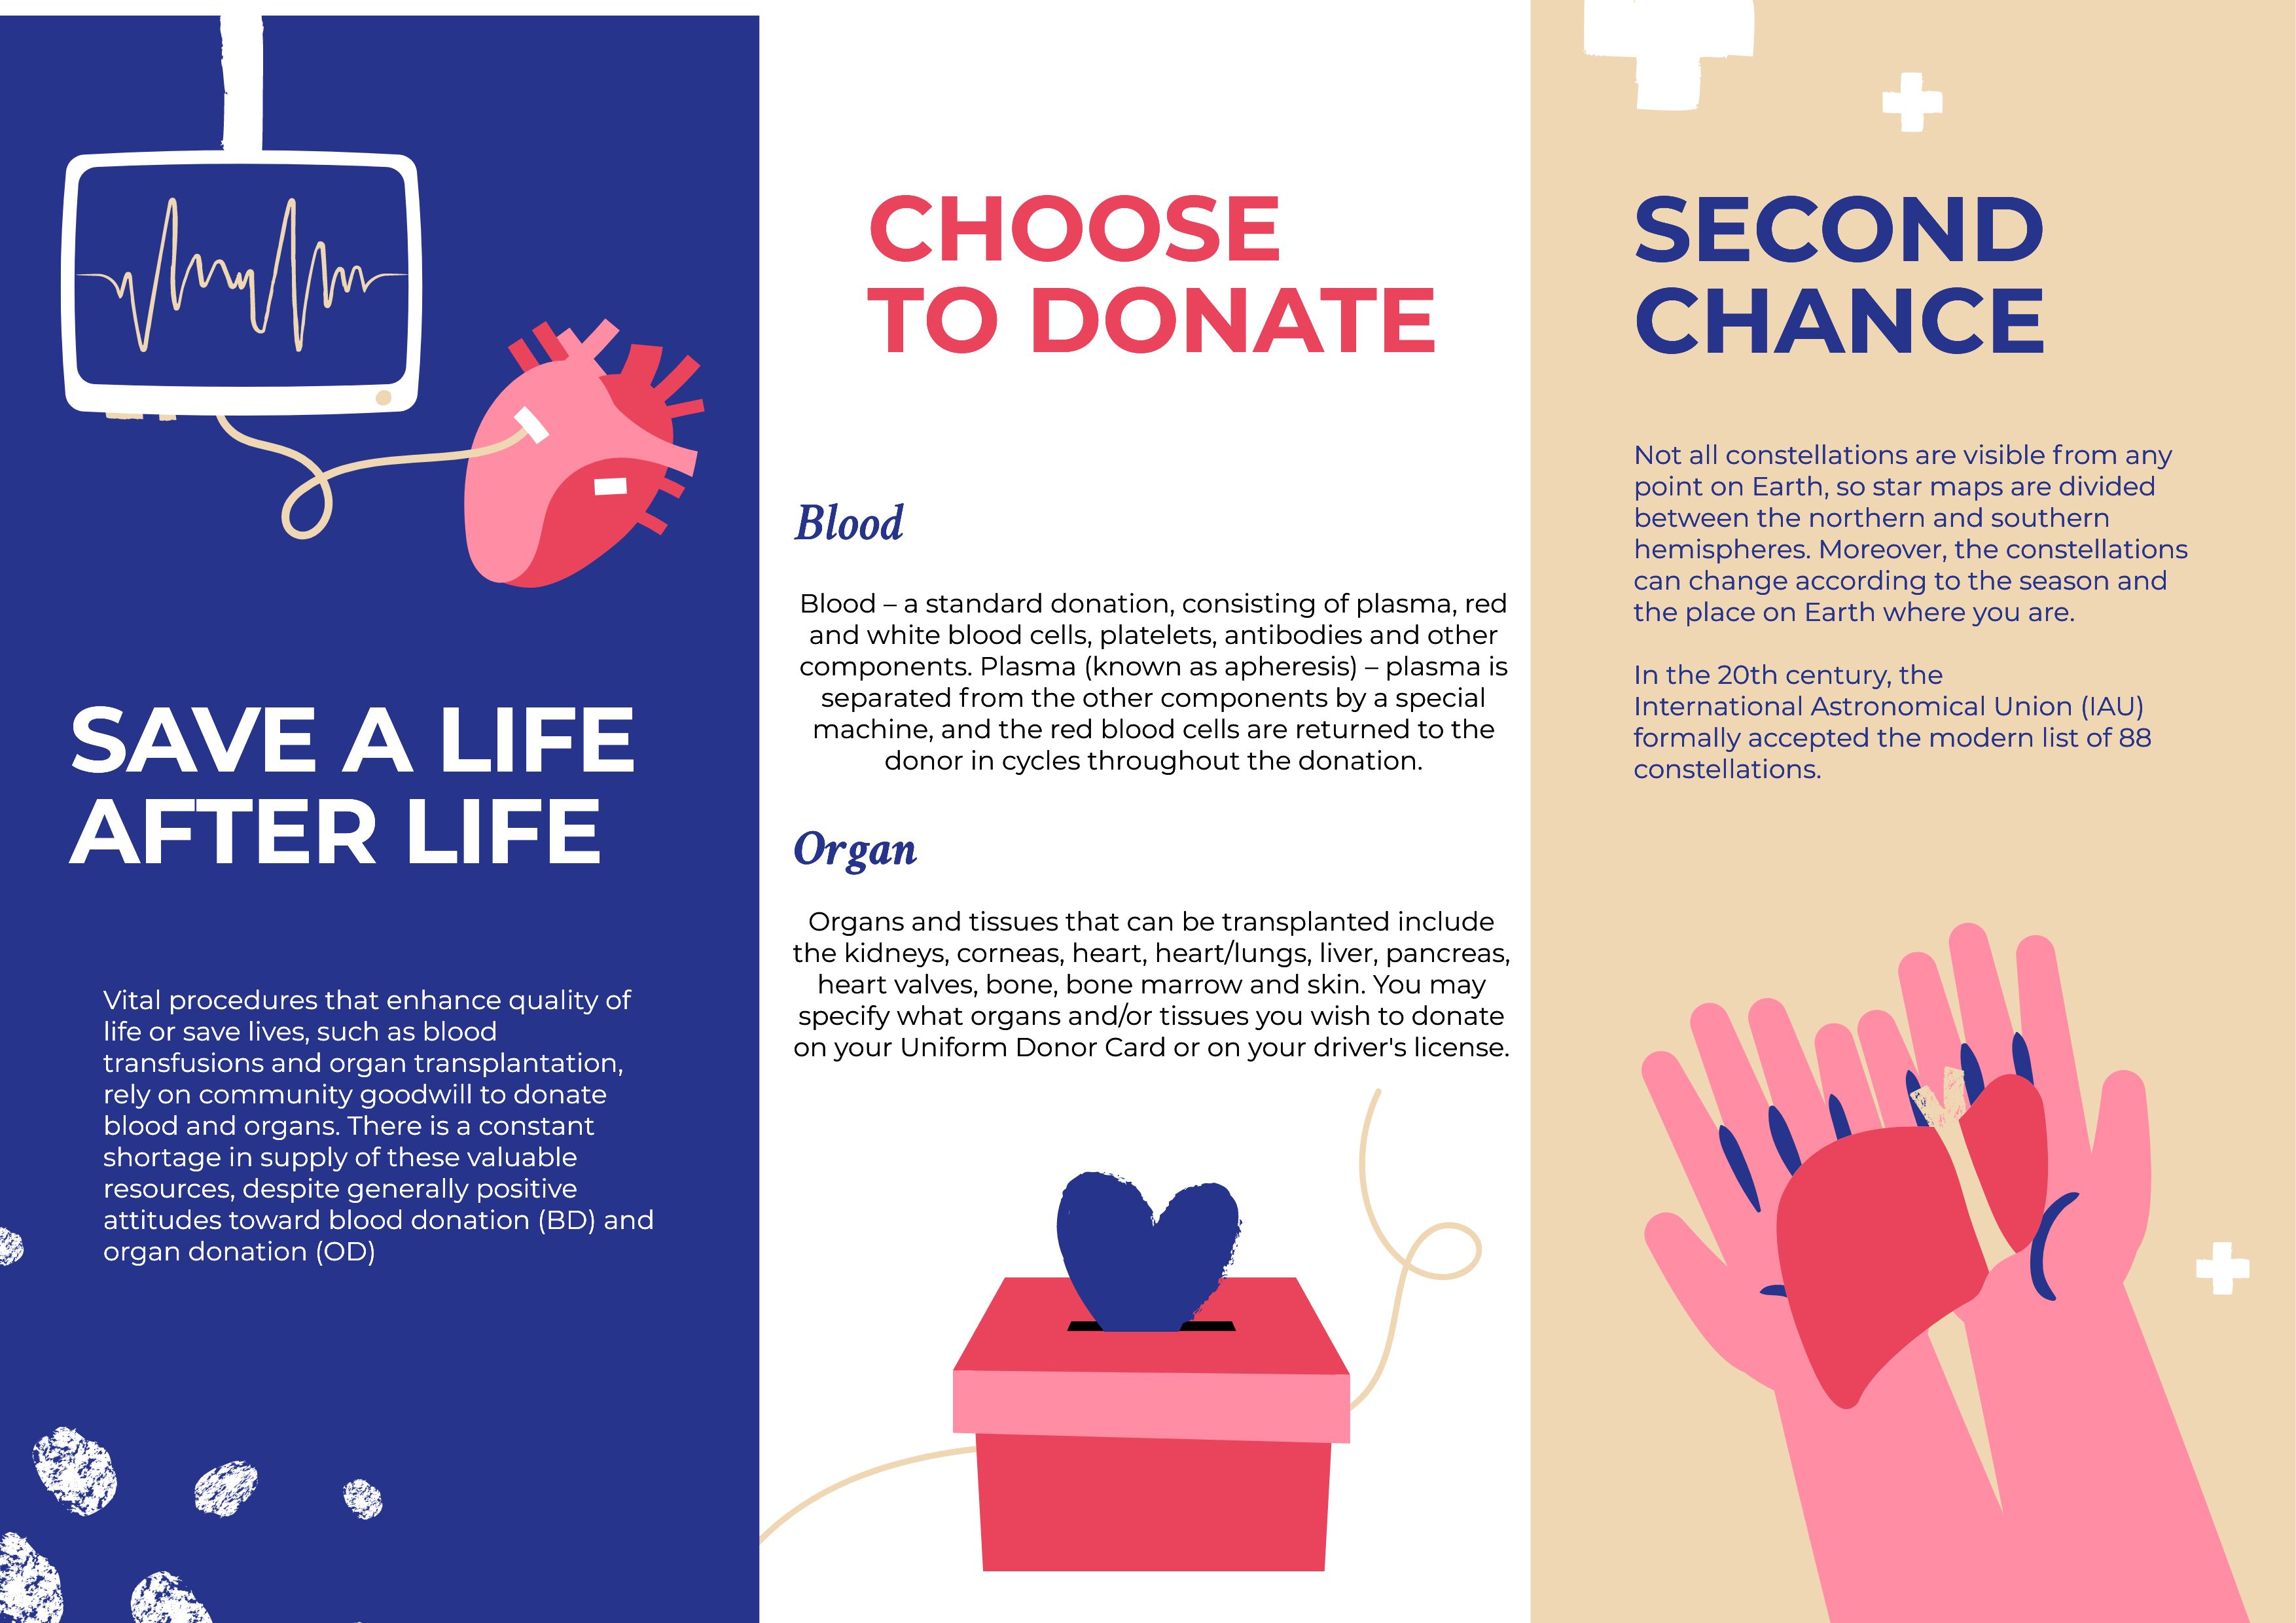 SAVE A LIFE
AFTER LIFE
Vital procedures that enhance quality of
life or save lives, such as blood
transfusions and organ transplantation,
rely on community goodwill to donate
blood and organs. There is a constant
shortage in supply of these valuable
resources, despite generally positive
attitudes toward blood donation (BD) and
organ donation (OD)
CHOOSE
TO DONATE
Blood
Blood – a standard donation, consisting of plasma, red
and white blood cells, platelets, antibodies and other
components. Plasma (known as apheresis) – plasma is
separated from the other components by a special
machine, and the red blood cells are returned to the
donor in cycles throughout the donation.
Organ
Organs and tissues that can be transplanted include
the kidneys, corneas, heart, heart/lungs, liver, pancreas,
heart valves, bone, bone marrow and skin. You may
specify what organs and/or tissues you wish to donate
on your Uniform Donor Card or on your driver's license.
SECOND
CHANCE
Not all constellations are visible from any
point on Earth, so star maps are divided
between the northern and southern
hemispheres. Moreover, the constellations
can change according to the season and
the place on Earth where you are.
In the 20th century, the
International Astronomical Union (IAU)
formally accepted the modern list of 88
constellations.